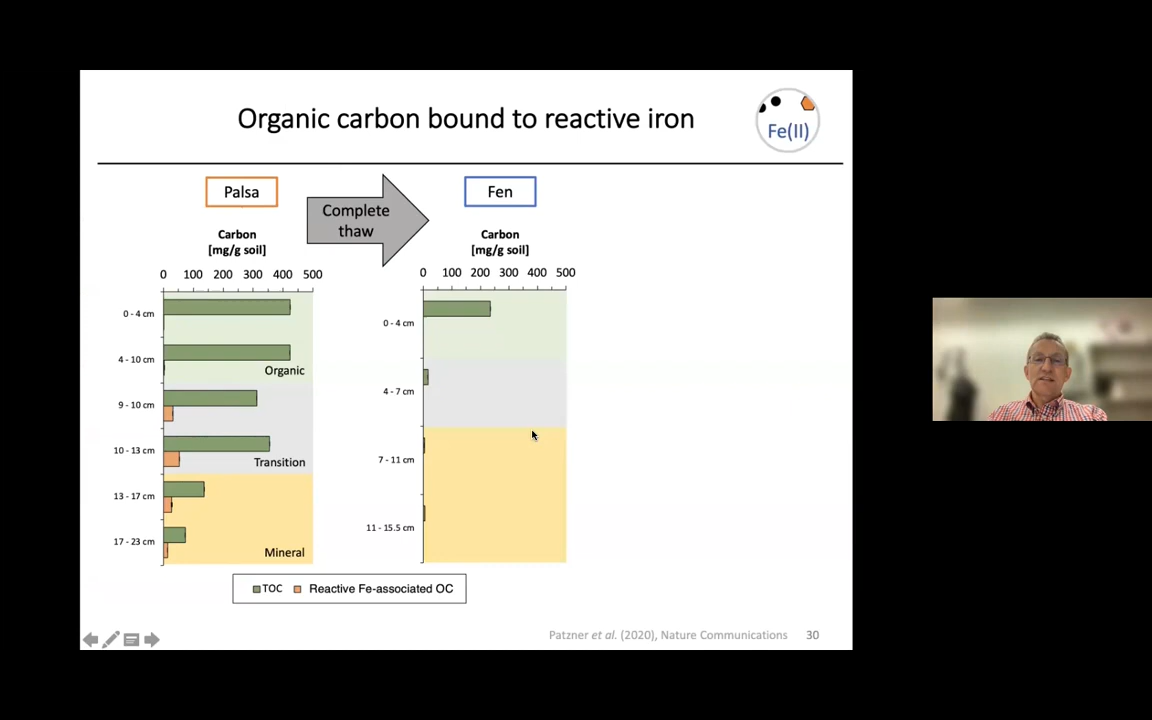 Organic carbon bound to reactive iron
Fe(II)
Palsa
Complete
thaw
Fen
Carbon
[mg/g soil]
0 100 200 300 400 500
0 - 4 cm
4 - 10 cm
Organic
9 - 10 cm
10 - 13 cm
Transition
13 - 17 cm
17 - 23 cm
Mineral
Carbon
[mg/g soil]
0 100 200 300 400 500
0 - 4 cm
4 - 7 cm
7 - 11 cm
11 - 15.5 cm
TOC Reactive Fe-associated OC
Patzner et al. (2020), Nature Communications 30